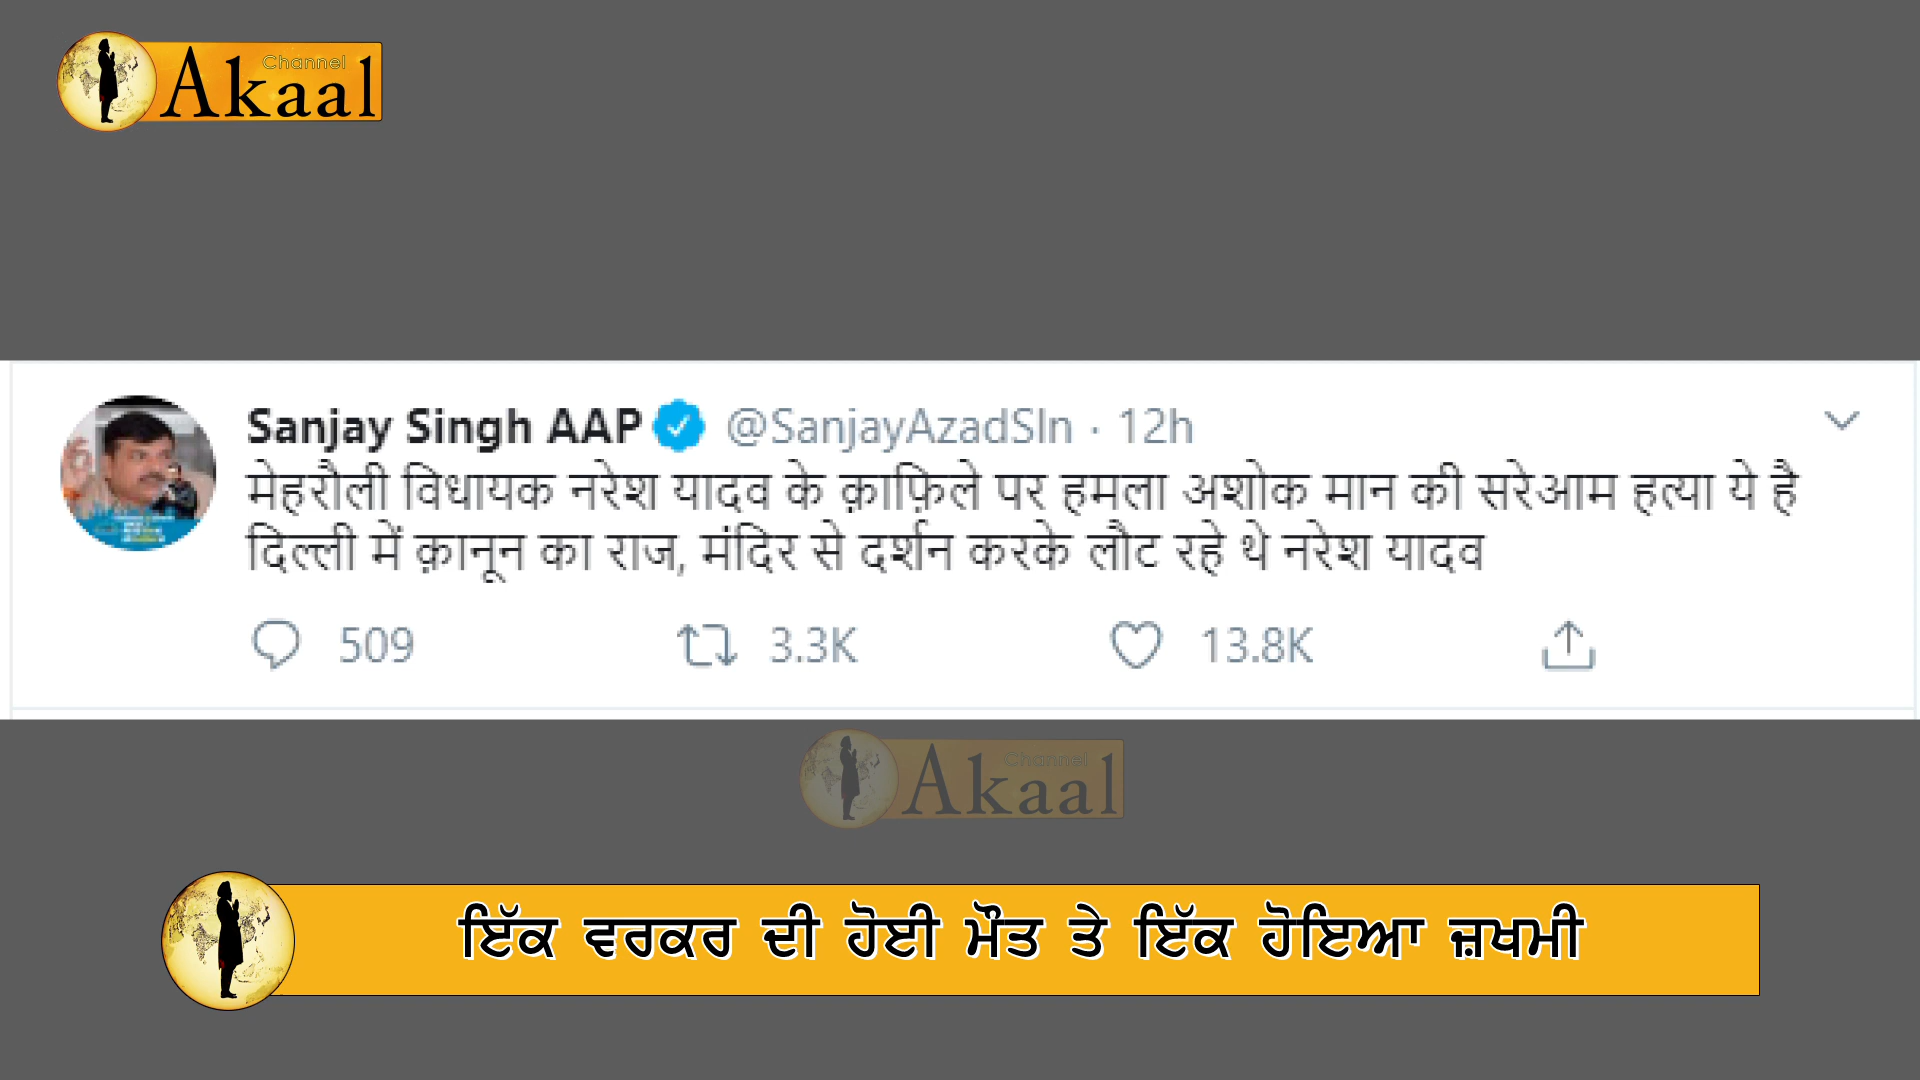 Channel
Akaal
Sanjay Singh AAP @SanjayAzadSln · 12h
मेहरौली विधायक नरेश यादव के क़ाफ़िले पर हमला अशोक मान की सरेआम हत्या ये है
दिल्ली में क़ानून का राज, मंदिर से दर्शन करके लौट रहे थे नरेश यादव
509 3.3K 13.8K
Channel
Akaal
ਇੱਕ ਵਰਕਰ ਦੀ ਹੋਈ ਮੌਤ ਤੇ ਇੱਕ ਹੋਇਆ ਜ਼ਖਮੀ